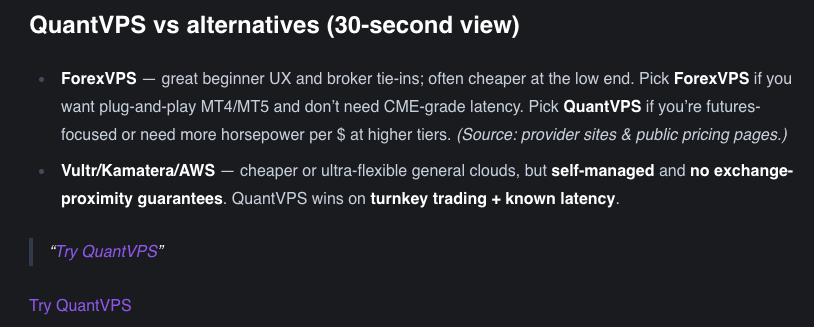 QuantVPS vs alternatives (30-second view)
• ForexVPS — great beginner UX and broker tie-ins; often cheaper at the low end. Pick ForexVPS if you
want plug-and-play MT4/MT5 and don’t need CME-grade latency. Pick QuantVPS if you’re futures-
focused or need more horsepower per $ at higher tiers. (Source: provider sites & public pricing pages.)
• Vultr/Kamatera/AWS — cheaper or ultra-flexible general clouds, but self-managed and no exchange-
proximity guarantees. QuantVPS wins on turnkey trading + known latency.
“Try QuantVPS”
Try QuantVPS